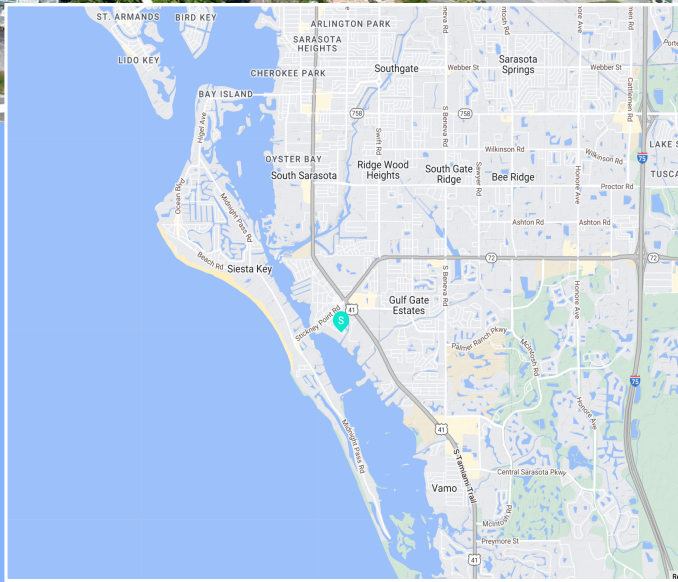 ST. ARMANDS
BIRD KEY
ARLINGTON PARK
SARASOTA
HEIGHTS
LIDO KEY
Southgate
Webber St
Sarasota
Springs
Webber St
CHEROKEE PARK
BAY ISLAND
Higel Ave
758
Swift Rd
S Beneva Rd
758
Cattlemen Rd
Honore Ave
75
Wilkinson Rd
Wilkinson Rd
OYSTER BAY
South Sarasota
Ridge Wood
Heights
South Gate
Ridge
Sawyer Rd
Bee Ridge
Proctor Rd
Ocean Blvd
Midnight Pass Rd
Ashton Rd
Ashton Rd
Beach Rd
Siesta Key
72
72
S Beneva Rd
Honore Ave
Stickney Point Rd
41
S
Gulf Gate
Estates
Palmer Ranch Pkwy
McIntosh Rd
75
Honore Ave
Midnight Pass Rd
41
S Tamiami Trail
Central Sarasota Pkwy
Vamo
McIntosh Rd
Preymore St
41